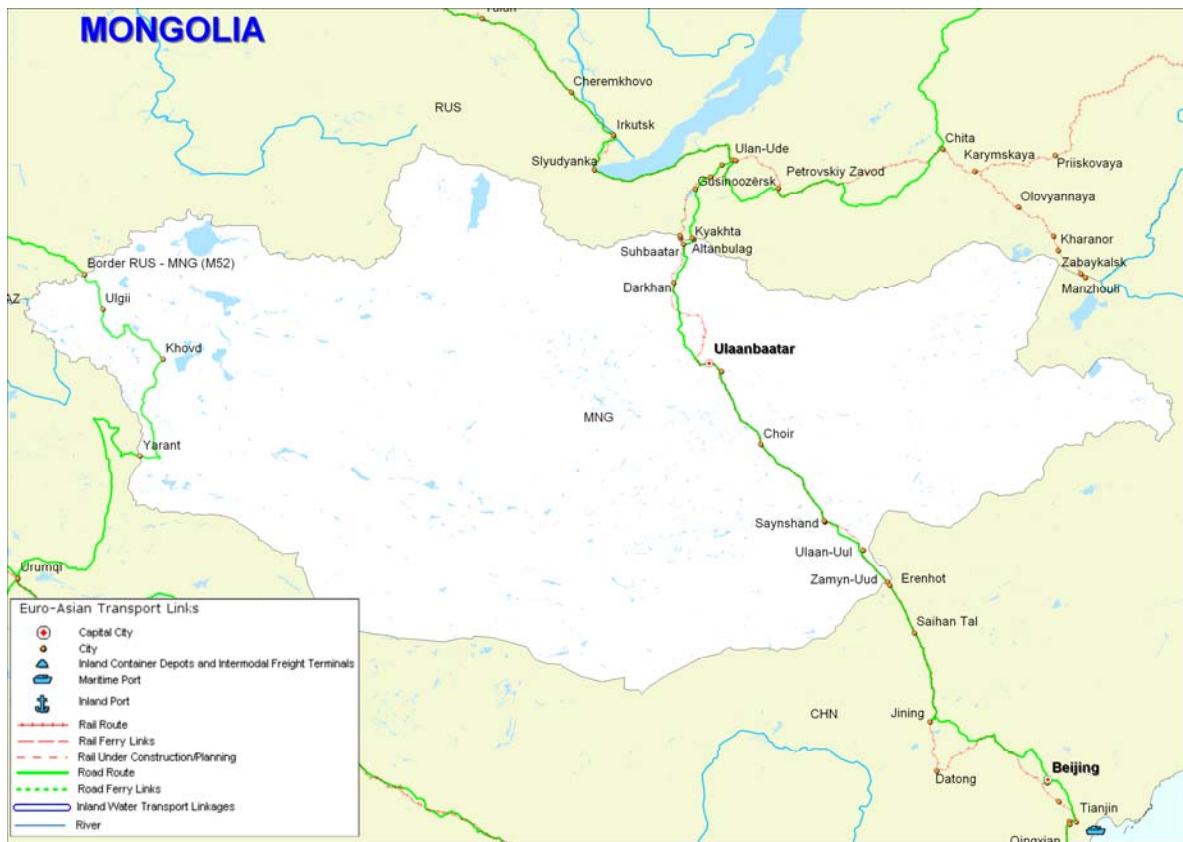 MONGOLIA
Tulun
Cheremkhovo
RUS
Irkutsk
Slyudyanka
Ulan-Ude
Chita
Karymskaya
Priiskovaya
Petrovskiy Zavod
Gusinoozërsk
Olovyannaya
Kyakhta
Kharanor
Suhbaatar
Altanbulag
Border RUS - MNG (M52)
Zabaykalsk
Manzhouli
Darkhan
AZ
Ulgii
Ulaanbaatar
Khovd
MNG
Choir
Yarant
Saynshand
Ulaan-Uul
Urumqi
Zamyn-Uud
Erenhot
Saihan Tal
CHN
Jining
Beijing
Datong
Tianjin
Qingxian
Euro-Asian Transport Links
Capital City
City
Inland Container Depots and Intermodal Freight Terminals
Maritime Port
Inland Port
Rail Route
Rail Ferry Links
Rail Under Construction/Planning
Road Route
Road Ferry Links
Inland Water Transport Linkages
River